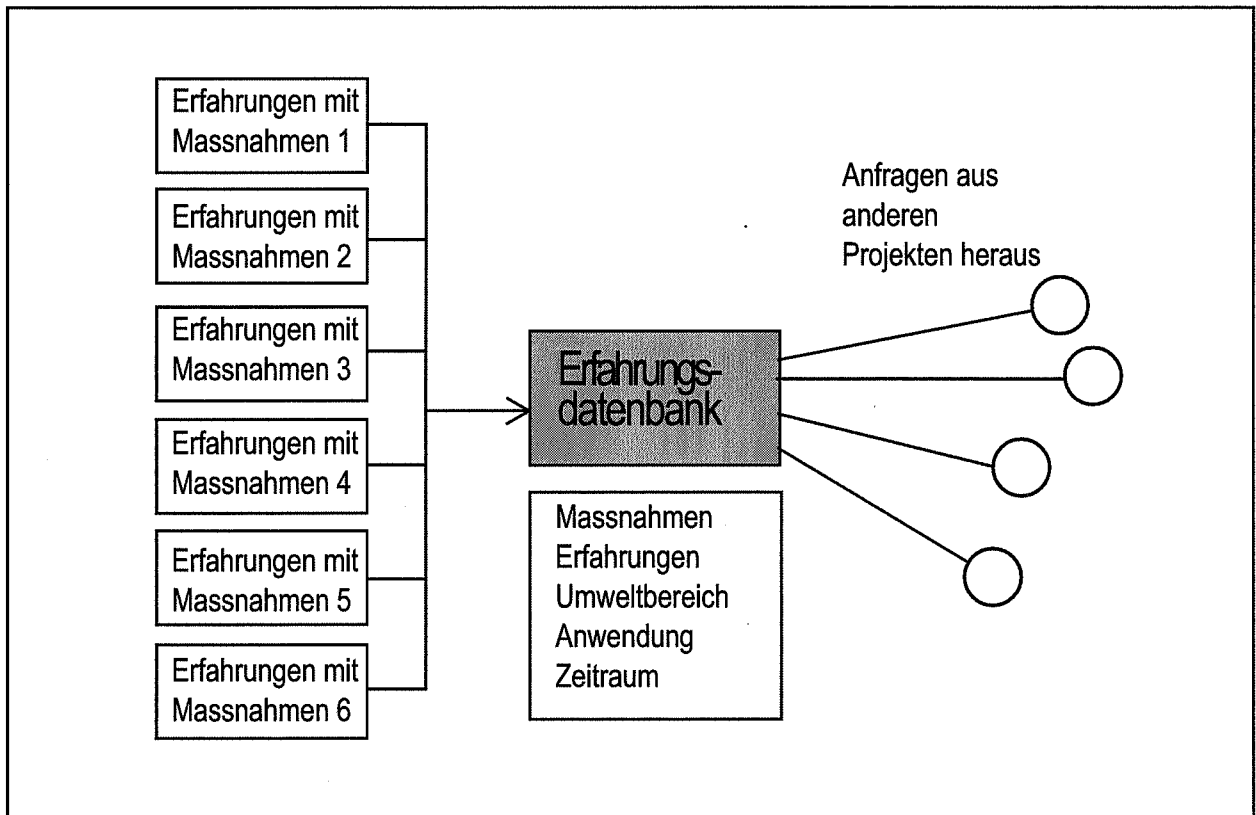 Erfahrungen mit
Massnahmen 1
Erfahrungen mit
Massnahmen 2
Erfahrungen mit
Massnahmen 3
Erfahrungen mit
Massnahmen 4
Erfahrungen mit
Massnahmen 5
Erfahrungen mit
Massnahmen 6
Erfahrungs-
datenbank
Massnahmen
Erfahrungen
Umweltbereich
Anwendung
Zeitraum
Anfragen aus
anderen
Projekten heraus